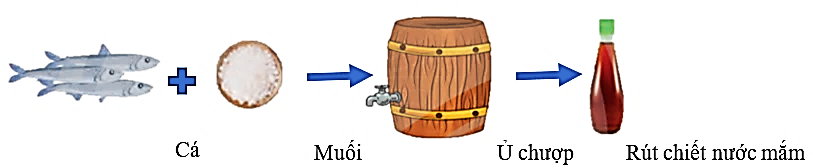 Cá Muối Ủ chượp Rút chiết nước mắm